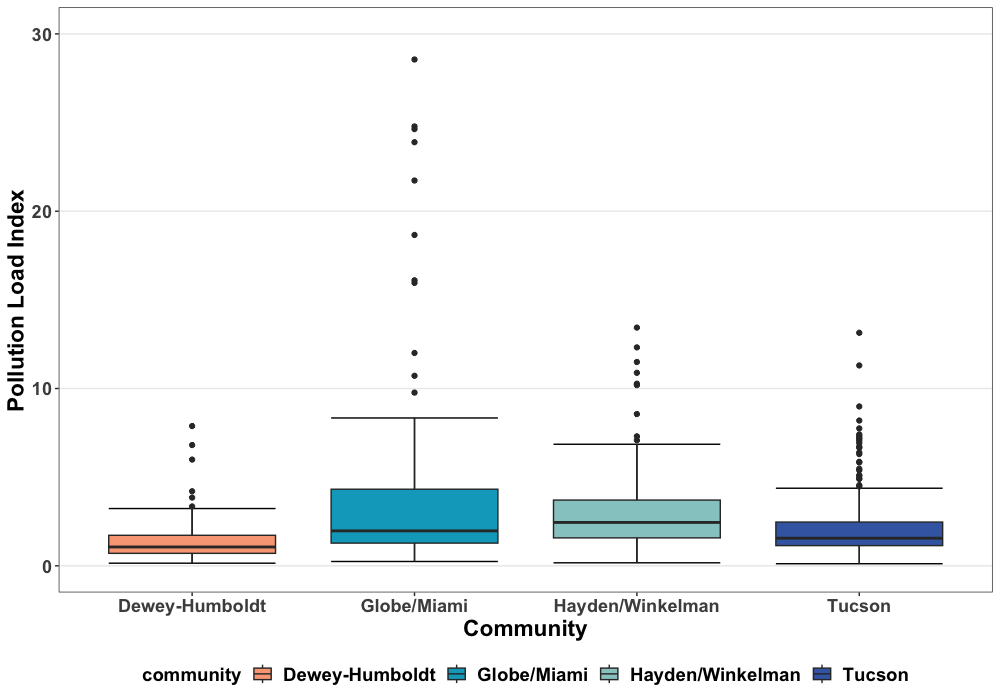 Pollution Load Index
30
20
10
0
Dewey-Humboldt Globe/Miami Hayden/Winkelman Tucson
Community
community Dewey-Humboldt Globe/Miami Hayden/Winkelman Tucson